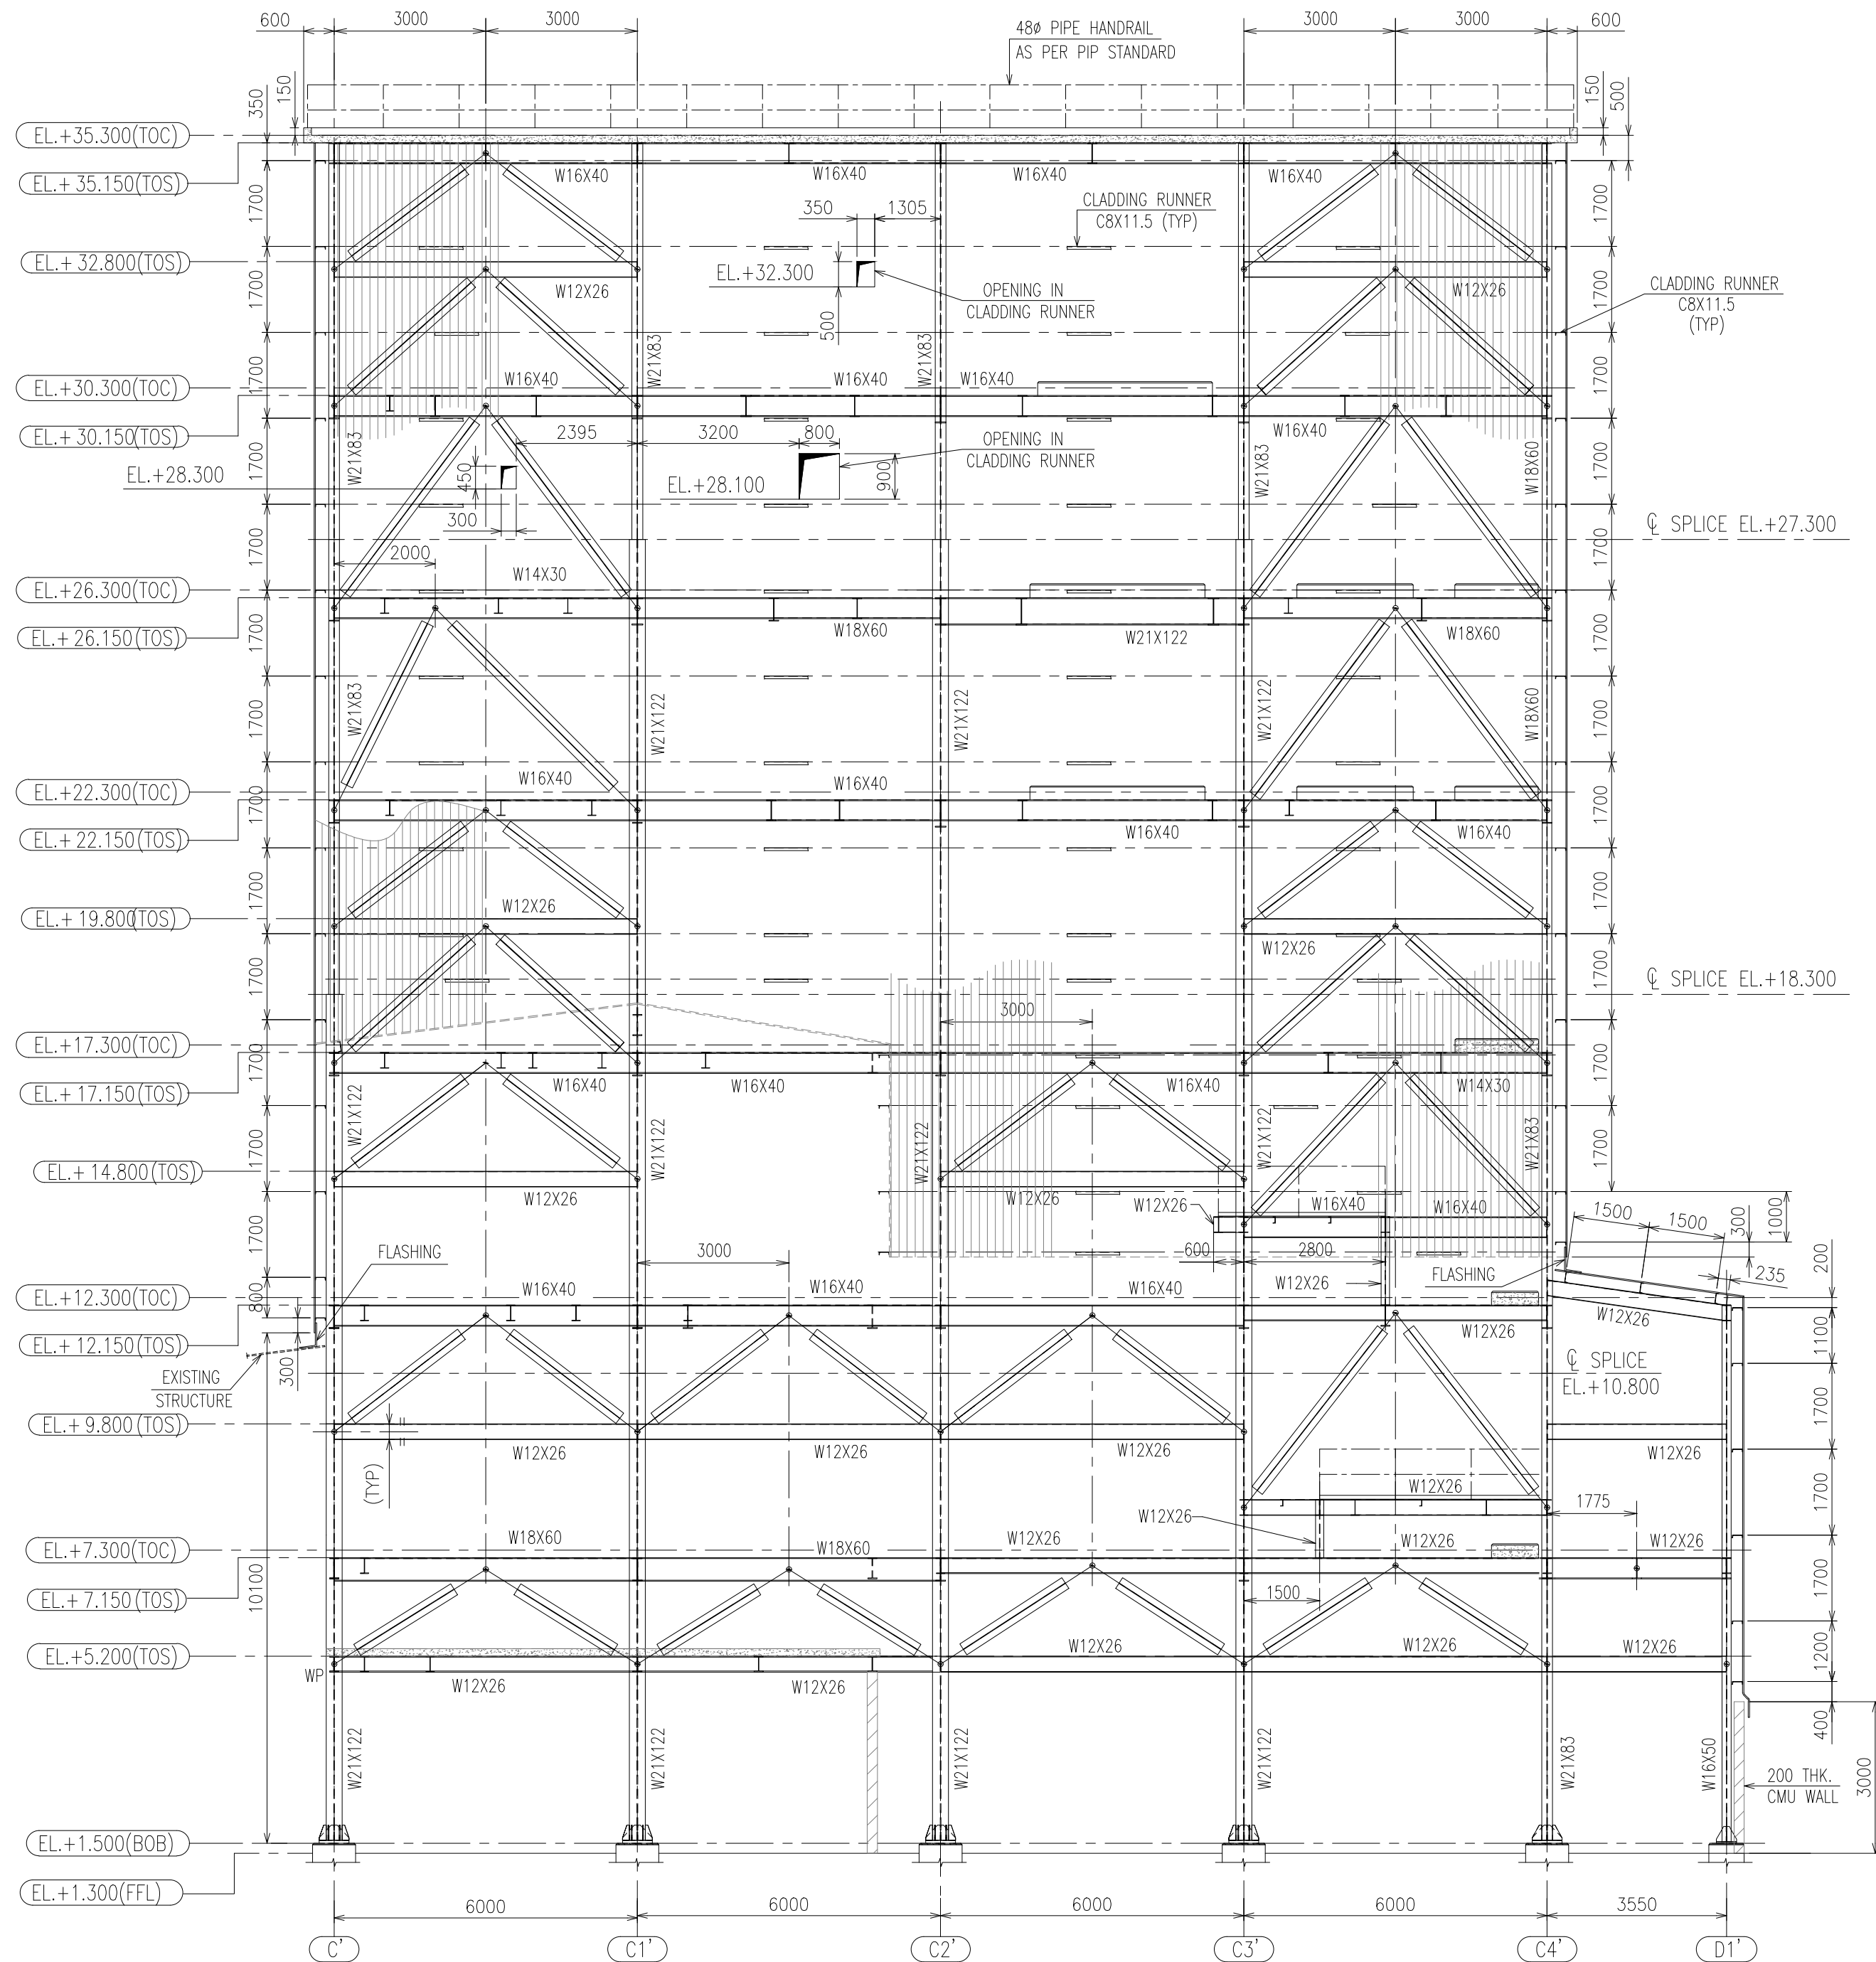 600
3000
3000
48ø PIPE HANDRAIL
AS PER PIP STANDARD
3000
3000
600
350
150
150
500
EL.+35.300(TOC)
EL.+ 35.150(TOS)
W16X40
W16X40
W16X40
W16X40
1700
1700
350
1305
CLADDING RUNNER
C8X11.5 (TYP)
EL.+ 32.800(TOS)
EL.+32.300
W12X26
OPENING IN
CLADDING RUNNER
500
W12X26
CLADDING RUNNER
C8X11.5
(TYP)
1700
1700
W21X83
W21X83
1700
1700
EL.+30.300(TOC)
W16X40
W16X40
W16X40
EL.+ 30.150(TOS)
W21X83
2395
3200
800
OPENING IN
CLADDING RUNNER
W16X40
W21X83
W18X60
1700
1700
EL.+28.300
450
EL.+28.100
900
300
℄ SPLICE EL.+27.300
1700
1700
2000
W14X30
EL.+26.300(TOC)
EL.+ 26.150(TOS)
W18X60
W21X122
W18X60
1700
1700
W21X83
W21X122
W21X122
W21X122
W18X60
1700
1700
EL.+22.300(TOC)
W16X40
W16X40
EL.+ 22.150(TOS)
W16X40
W16X40
1700
1700
1700
1700
EL.+ 19.800(TOS)
W12X26
W12X26
1700
1700
℄ SPLICE EL.+18.300
3000
EL.+17.300(TOC)
EL.+ 17.150(TOS)
W16X40
W16X40
W16X40
W14X30
1700
1700
W21X122
W21X122
W21X122
W21X122
W21X83
1700
1700
EL.+ 14.800(TOS)
W12X26
W12X26
W12X26
W16X40
W16X40
1700
FLASHING
3000
600
2800
FLASHING
1500
1500
300
1000
235
200
EL.+12.300(TOC)
800
W16X40
W16X40
W16X40
W12X26
EL.+ 12.150(TOS)
W12X26
W12X26
300
1100
EXISTING
STRUCTURE
℄ SPLICE
EL.+10.800
EL.+ 9.800(TOS)
W12X26
W12X26
W12X26
W12X26
1700
(TYP)
W12X26
1775
1700
W12X26
EL.+7.300(TOC)
W18X60
W18X60
W12X26
W12X26
W12X26
EL.+ 7.150(TOS)
10100
1500
1700
EL.+5.200(TOS)
WP
W12X26
W12X26
W12X26
W12X26
W12X26
1200
400
W21X122
W21X122
W21X122
W21X122
W21X83
W16X50
200 THK.
CMU WALL
3000
EL.+1.500(BOB)
EL.+1.300(FFL)
6000
6000
6000
6000
3550
C'
C1'
C2'
C3'
C4'
D1'